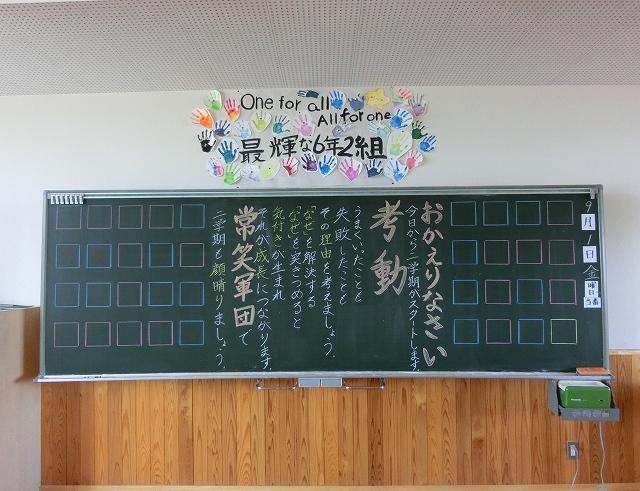 One for all
All for one
最輝な6年2組
9月1日金
曜日
当番
おかえりなさい
今日から二学期がスタートします。
考動
うまくいったことも
失敗したことも
その理由を考えましょう。
「なぜ」を解決する
「なぜ」を突きつめると
気付きが生まれ
それが成長につながります。
常笑軍団で
二学期も顔晴りましょう。